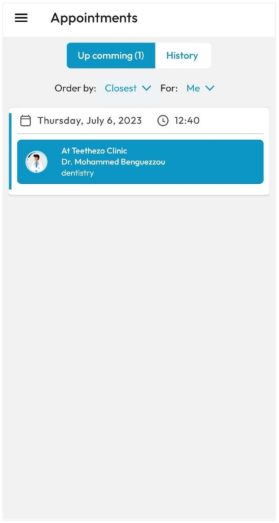 Appointments
Up comming (1) History
Order by: Closest For: Me
Thursday, July 6, 2023 12:40
At Teethezo Clinic
Dr. Mohammed Benguezzou
dentistry